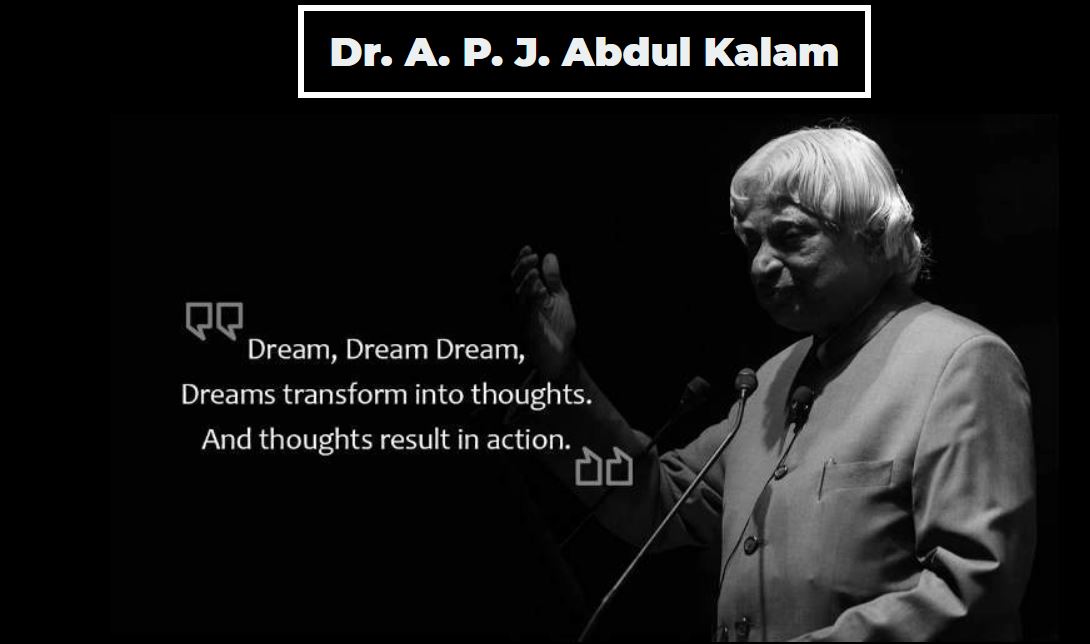 Dr. A. P. J. Abdul Kalam
Dream, Dream Dream,
Dreams transform into thoughts.
And thoughts result in action.